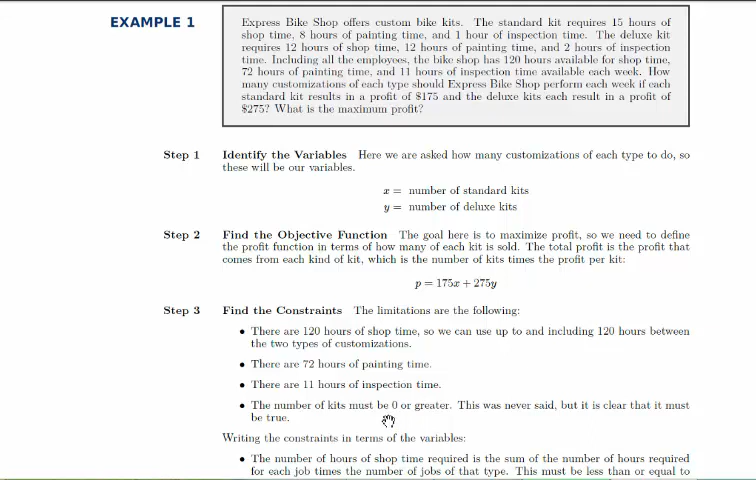 EXAMPLE 1
Express Bike Shop offers custom bike kits. The standard kit requires 15 hours of
shop time, 8 hours of painting time, and 1 hour of inspection time. The deluxe kit
requires 12 hours of shop time, 12 hours of painting time, and 2 hours of inspection
time. Including all the employees, the bike shop has 120 hours available for shop time,
72 hours of painting time, and 11 hours of inspection time available each week. How
many customizations of each type should Express Bike Shop perform each week if each
standard kit results in a profit of $175 and the deluxe kits each result in a profit of
$275? What is the maximum profit?
Step 1 Identify the Variables Here we are asked how many customizations of each type to do, so
these will be our variables.
x = number of standard kits
y = number of deluxe kits
Step 2 Find the Objective Function The goal here is to maximize profit, so we need to define
the profit function in terms of how many of each kit is sold. The total profit is the profit that
comes from each kind of kit, which is the number of kits times the profit per kit:
p = 175x + 275y
Step 3 Find the Constraints The limitations are the following:
• There are 120 hours of shop time, so we can use up to and including 120 hours between
the two types of customizations.
• There are 72 hours of painting time.
• There are 11 hours of inspection time.
• The number of kits must be 0 or greater. This was never said, but it is clear that it must
be true.
Writing the constraints in terms of the variables:
• The number of hours of shop time required is the sum of the number of hours required
for each job times the number of jobs of that type. This must be less than or equal to